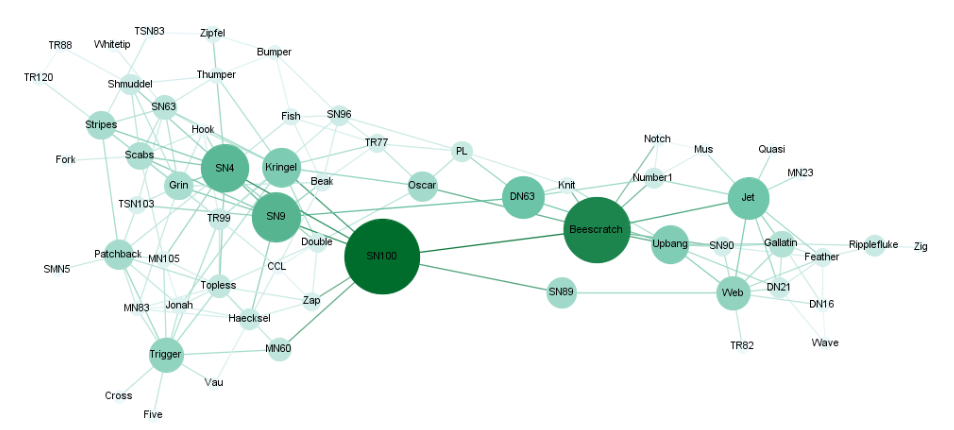 TSN83
Zipfel
TR88
Whitetip
Bumper
TR120
Shmuddel
Thumper
SN63
Fish
SN96
Stripes
Hook
TR77
Notch
Mus
Quasi
Fork
Scabs
SN4
Kringel
PL
MN23
Grin
Beak
Oscar
Knit
Number1
TSN103
DN63
Jet
TR99
SN9
Beescratch
Patchback
Double
Upbang
SN90
Gallatin
Ripplefluke
Zig
SMN5
MN105
CCL
SN100
Feather
Topless
DN21
MN83
Jonah
Zap
SN89
Web
DN16
Haecksel
Trigger
MN60
TR82
Wave
Vau
Cross
Five